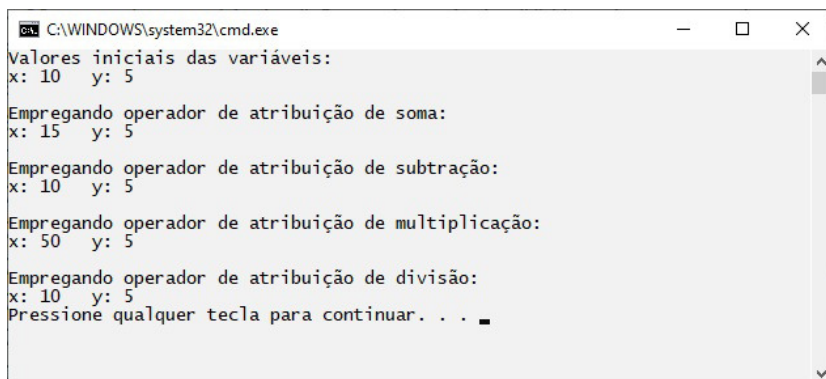 C:\WINDOWS\system32\cmd.exe
Valores iniciais das variáveis:
x: 10   y: 5
Empregando operador de atribuição de soma:
x: 15   y: 5
Empregando operador de atribuição de subtração:
x: 10   y: 5
Empregando operador de atribuição de multiplicação:
x: 50   y: 5
Empregando operador de atribuição de divisão:
x: 10   y: 5
Pressione qualquer tecla para continuar. . .